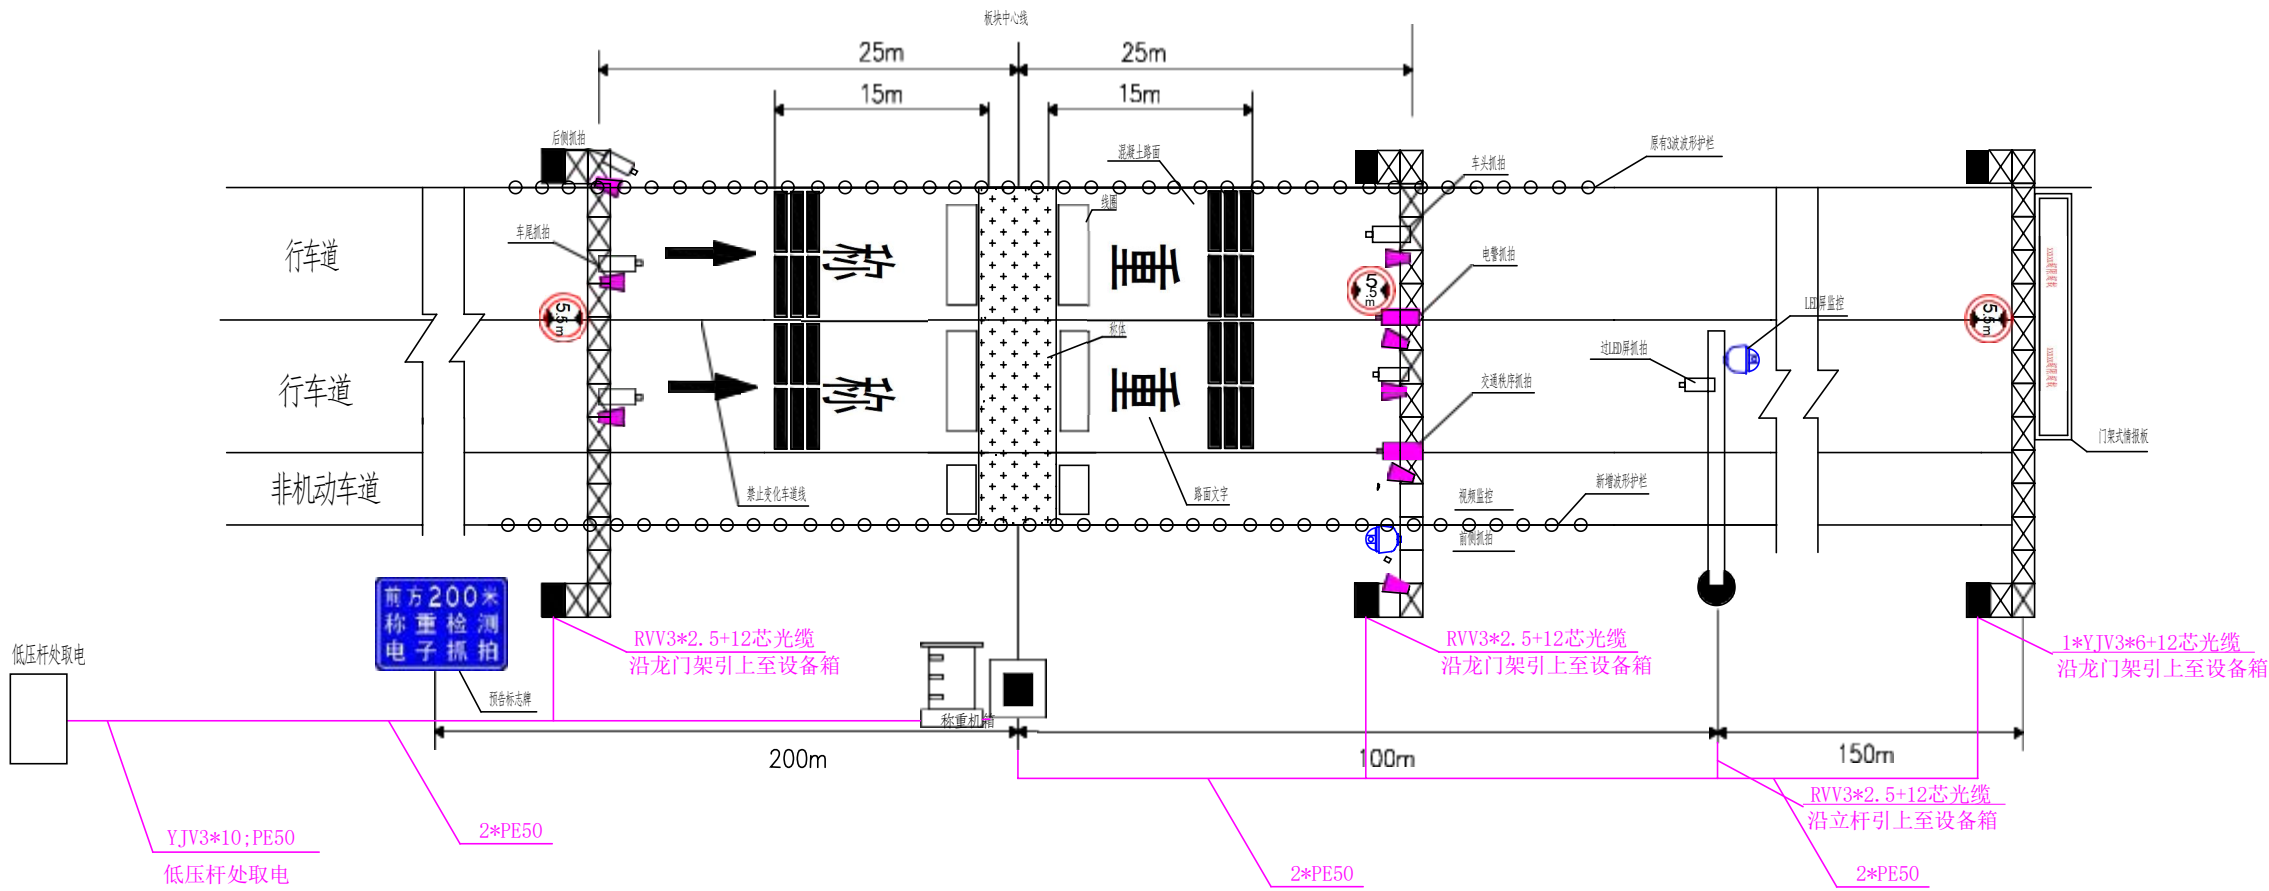 板块中心线
25m
25m
15m
15m
后侧抓拍
混凝土路面
车头抓拍
原有3波波形护栏
线圈
车尾抓拍
电警抓拍
行车道
称
重
5.5m
5.5m
5.5m
LED屏监控
称体
过LED屏抓拍
交通秩序抓拍
行车道
称
重
门架式情报板
非机动车道
禁止变化车道线
路面文字
视频监控
新增波形护栏
前侧抓拍
前方200米
称重检测
电子抓拍
低压杆处取电
RVV3*2.5+12芯光缆
沿龙门架引上至设备箱
RVV3*2.5+12芯光缆
沿龙门架引上至设备箱
1*YJV3*6+12芯光缆
沿龙门架引上至设备箱
预告标志牌
称重机箱
200m
100m
150m
RVV3*2.5+12芯光缆
沿立杆引上至设备箱
YJV3*10;PE50
低压杆处取电
2*PE50
2*PE50
2*PE50